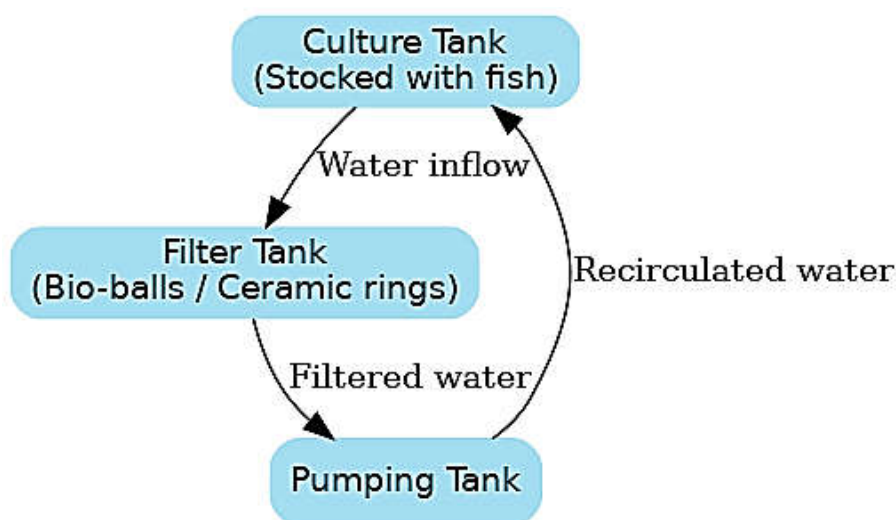 Culture Tank
(Stocked with fish)
Water inflow
Filter Tank
(Bio-balls / Ceramic rings)
Recirculated water
Filtered water
Pumping Tank